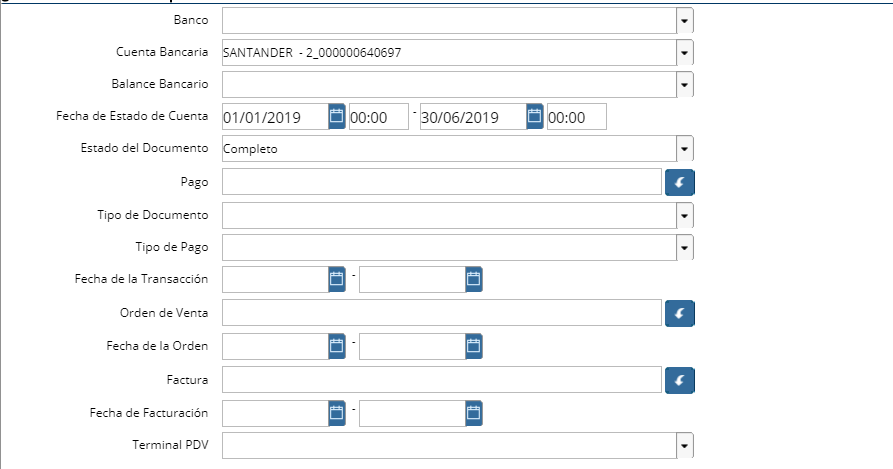 Banco
Cuenta Bancaria SANTANDER - 2_000000640697
Balance Bancario
Fecha de Estado de Cuenta 01/01/2019 00:00 - 30/06/2019 00:00
Estado del Documento Completo
Pago
Tipo de Documento
Tipo de Pago
Fecha de la Transacción -
Orden de Venta
Fecha de la Orden -
Factura
Fecha de Facturación -
Terminal PDV